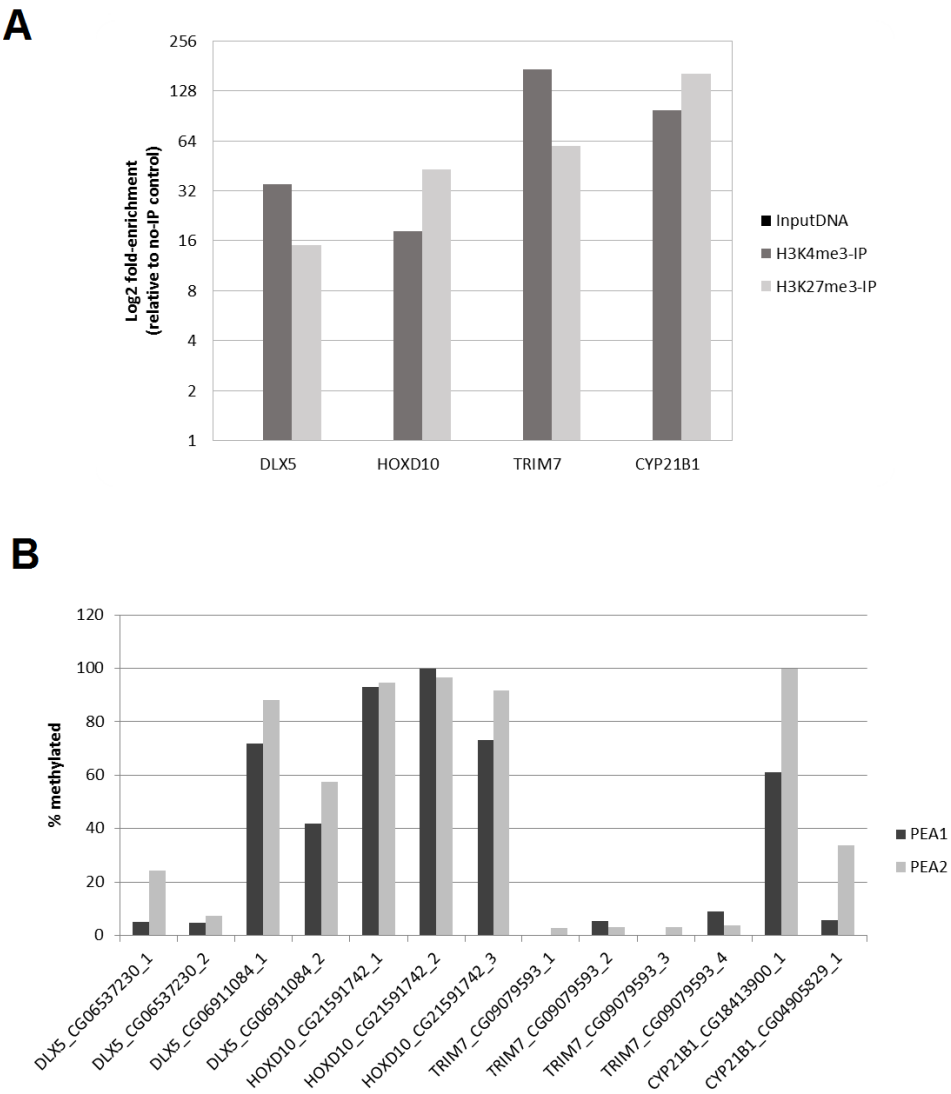 A
256
128
64
32
16
8
4
2
1
Log2 fold-enrichment
(relative to no-IP control)
DLX5 HOXD10 TRIM7 CYP21B1
InputDNA
H3K4me3-IP
H3K27me3-IP
B
120
100
80
60
40
20
0
% methylated
DLX5_CG06537230_1
DLX5_CG06537230_2
DLX5_CG06911084_1
DLX5_CG06911084_2
HOXD10_CG21591742_1
HOXD10_CG21591742_2
HOXD10_CG21591742_3
TRIM7_CG09079593_1
TRIM7_CG09079593_2
TRIM7_CG09079593_3
TRIM7_CG09079593_4
CYP21B1_CG18413900_1
CYP21B1_CG04905829_1
PEA1
PEA2